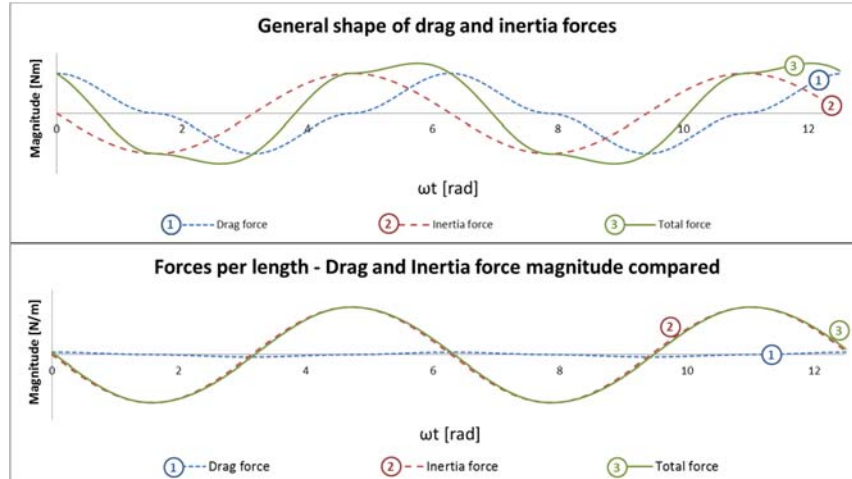 General shape of drag and inertia forces
Magnitude [Nm]
3
1
2
0 2 4 6 8 10 12
ωt [rad]
1 Drag force 2 Inertia force 3 Total force
Forces per length - Drag and Inertia force magnitude compared
Magnitude [N/m]
2
3
1
0 2 4 6 8 10 12
ωt [rad]
1 Drag force 2 Inertia force 3 Total force